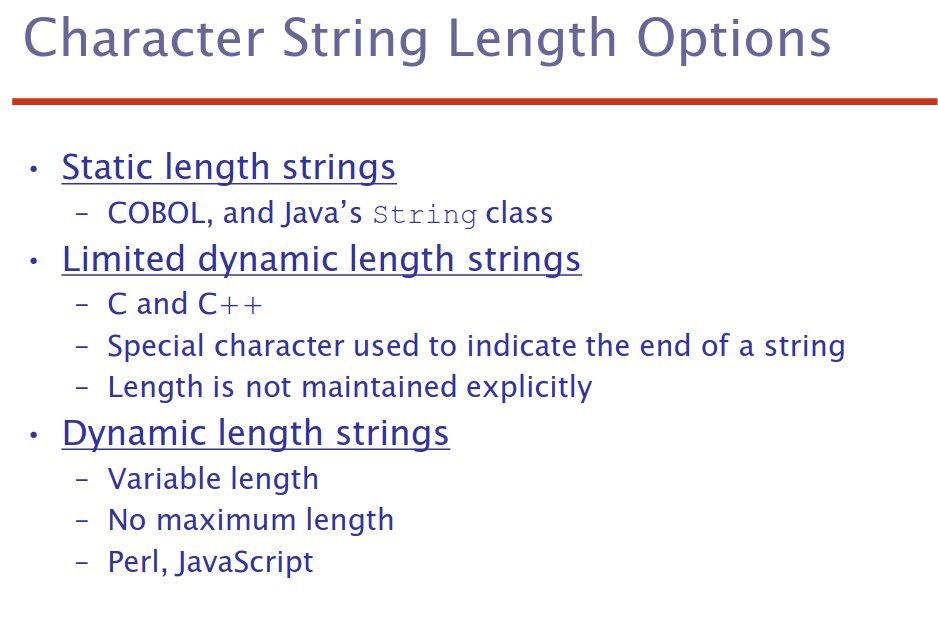 Character String Length Options
• Static length strings
– COBOL, and Java’s String class
• Limited dynamic length strings
– C and C++
– Special character used to indicate the end of a string
– Length is not maintained explicitly
• Dynamic length strings
– Variable length
– No maximum length
– Perl, JavaScript